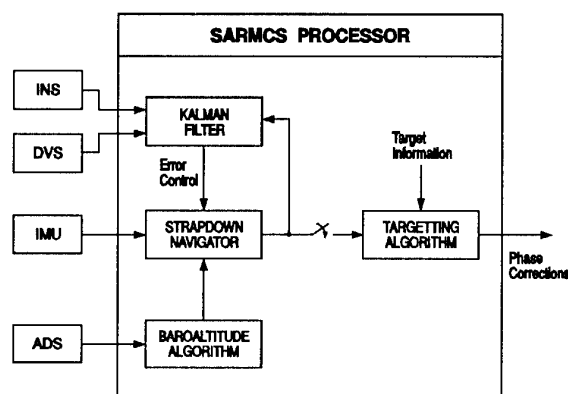 SARMCS PROCESSOR
INS
KALMAN
FILTER
DVS
Target
Information
Error
Control
IMU
STRAPDOWN
NAVIGATOR
TARGETTING
ALGORITHM
Phase
Corrections
ADS
BAROALTITUDE
ALGORITHM